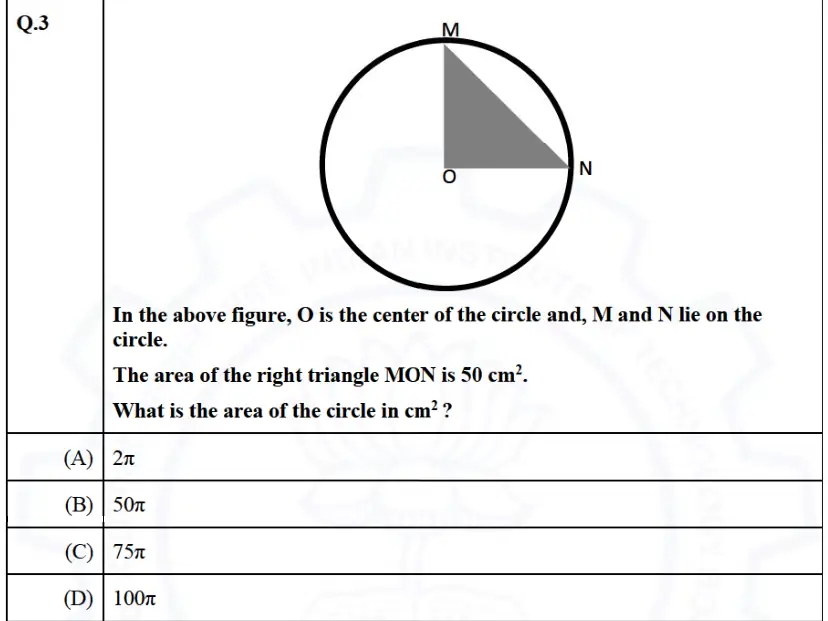 Q.3
M
O
N
In the above figure, O is the center of the circle and, M and N lie on the
circle.
The area of the right triangle MON is 50 cm².
What is the area of the circle in cm² ?
(A) 2π
(B) 50π
(C) 75π
(D) 100π